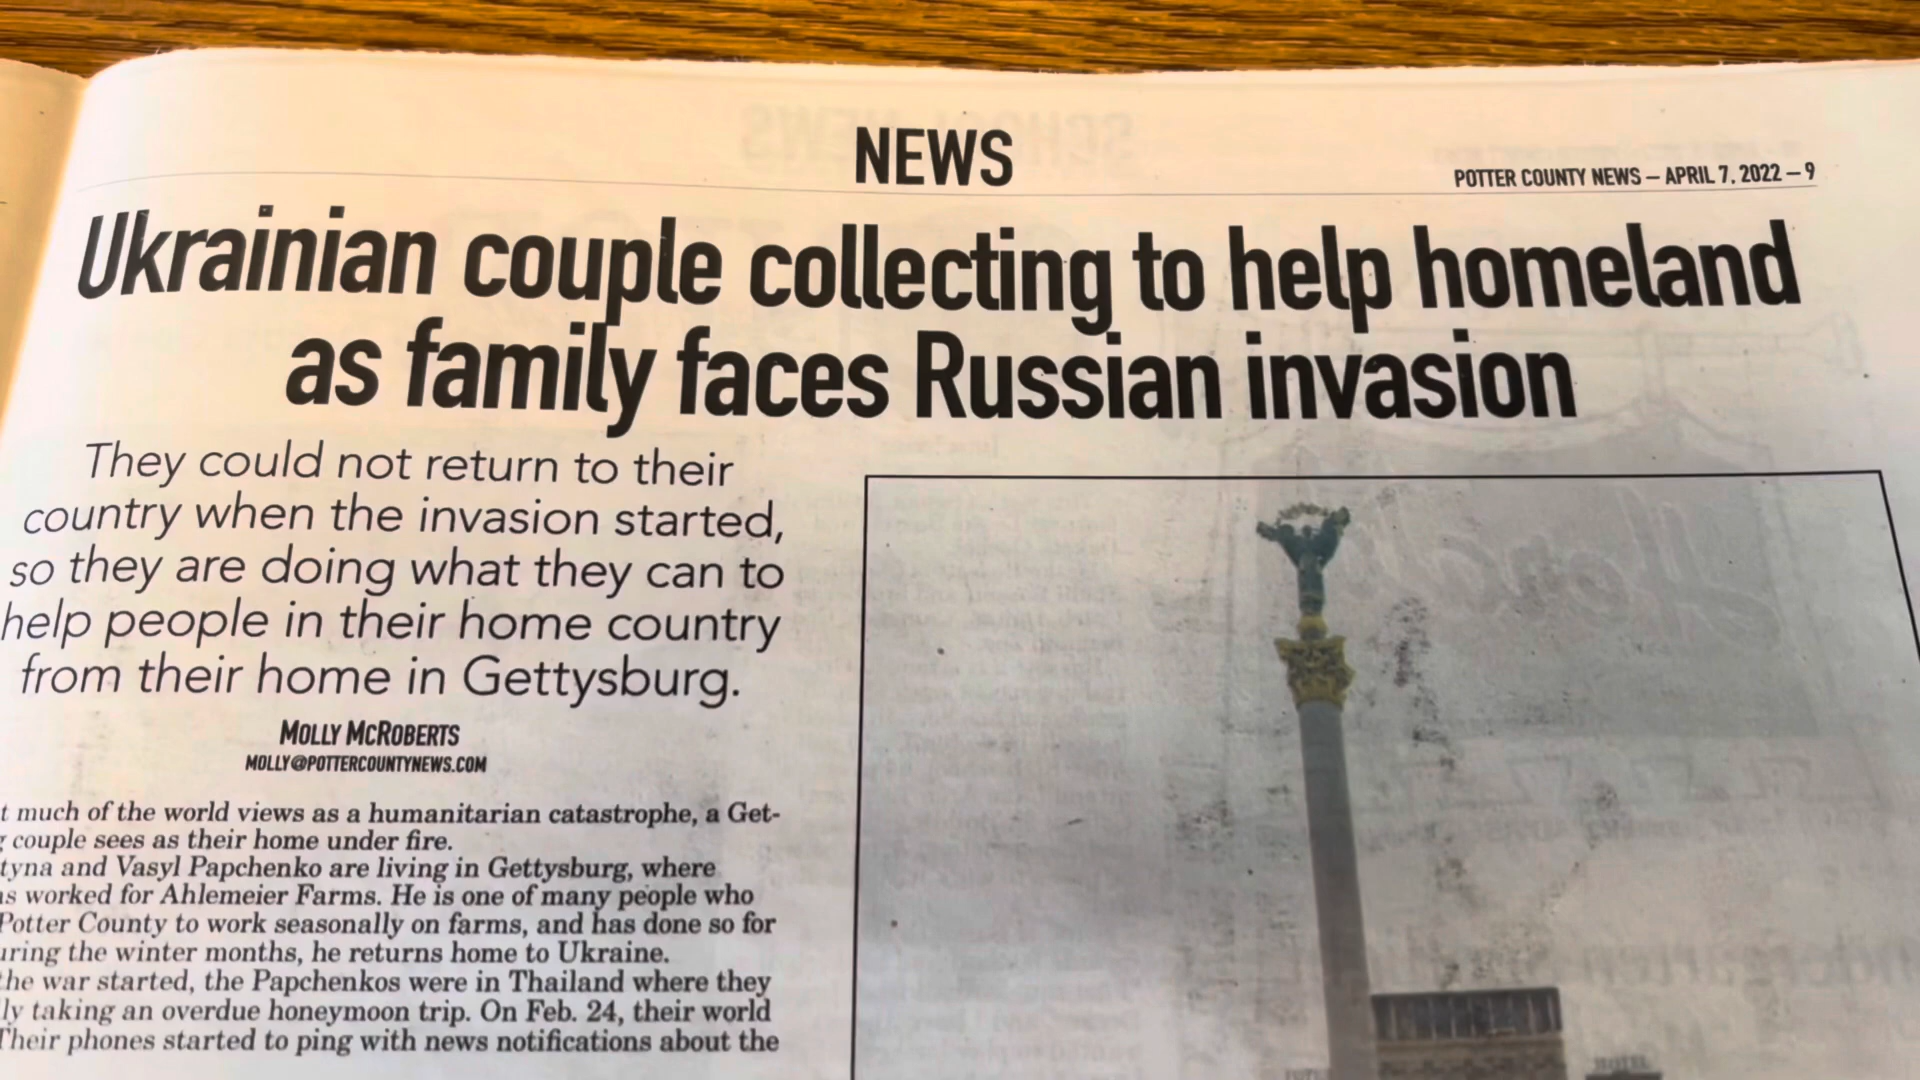 NEWS
POTTER COUNTY NEWS – APRIL 7, 2022 – 9
Ukrainian couple collecting to help homeland
as family faces Russian invasion
They could not return to their
country when the invasion started,
so they are doing what they can to
help people in their home country
from their home in Gettysburg.
MOLLY MCROBERTS
MOLLY@POTTERCOUNTYNEWS.COM
much of the world views as a humanitarian catastrophe, a Get-
couple sees as their home under fire.
and Vasyl Papchenko are living in Gettysburg, where
worked for Ahlemeier Farms. He is one of many people who
Potter County to work seasonally on farms, and has done so for
the winter months, he returns home to Ukraine.
the war started, the Papchenkos were in Thailand where they
taking an overdue honeymoon trip. On Feb. 24, their world
Their phones started to ping with news notifications about the
HOTEL